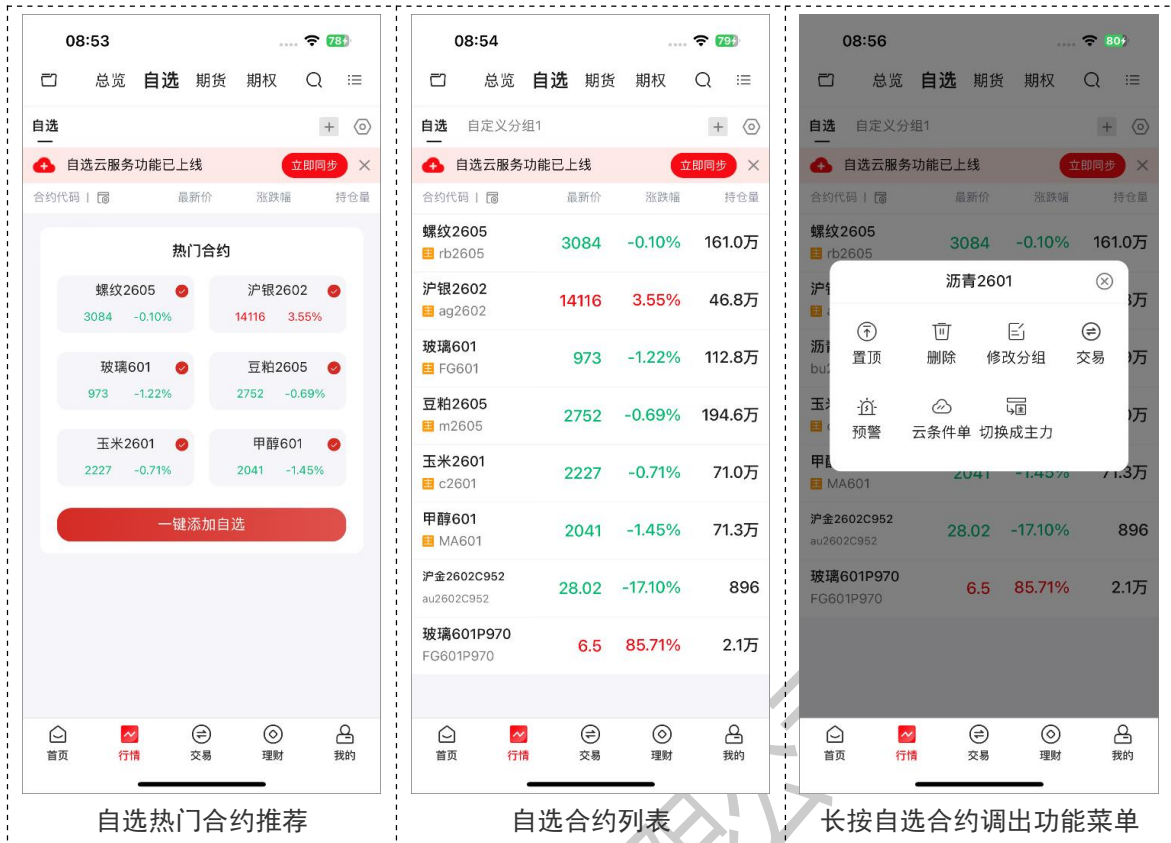 08:53
78
总览 自选 期货 期权
自选
自选云服务功能已上线 立即同步
合约代码 最新价 涨跌幅 持仓量
热门合约
螺纹2605 沪银2602
3084 -0.10% 14116 3.55%
玻璃601 豆粕2605
973 -1.22% 2752 -0.69%
玉米2601 甲醇601
2227 -0.71% 2041 -1.45%
一键添加自选
首页 行情 交易 理财 我的
自选热门合约推荐
08:54
79
总览 自选 期货 期权
自选 自定义分组1
自选云服务功能已上线 立即同步
合约代码 最新价 涨跌幅 持仓量
螺纹2605
主 rb2605 3084 -0.10% 161.0万
沪银2602
主 ag2602 14116 3.55% 46.8万
玻璃601
主 FG601 973 -1.22% 112.8万
豆粕2605
主 m2605 2752 -0.69% 194.6万
玉米2601
主 c2601 2227 -0.71% 71.0万
甲醇601
主 MA601 2041 -1.45% 71.3万
沪金2602C952
au2602C952 28.02 -17.10% 896
玻璃601P970
FG601P970 6.5 85.71% 2.1万
首页 行情 交易 理财 我的
自选合约列表
08:56
80
总览 自选 期货 期权
自选 自定义分组1
自选云服务功能已上线 立即同步
合约代码 最新价 涨跌幅 持仓量
螺纹2605
主 rb2605 3084 -0.10% 161.0万
沥青2601
置顶 删除 修改分组 交易
预警 云条件单 切换成主力
主 MA601 2041 -1.45% 71.3万
沪金2602C952
au2602C952 28.02 -17.10% 896
玻璃601P970
FG601P970 6.5 85.71% 2.1万
首页 行情 交易 理财 我的
长按自选合约调出功能菜单